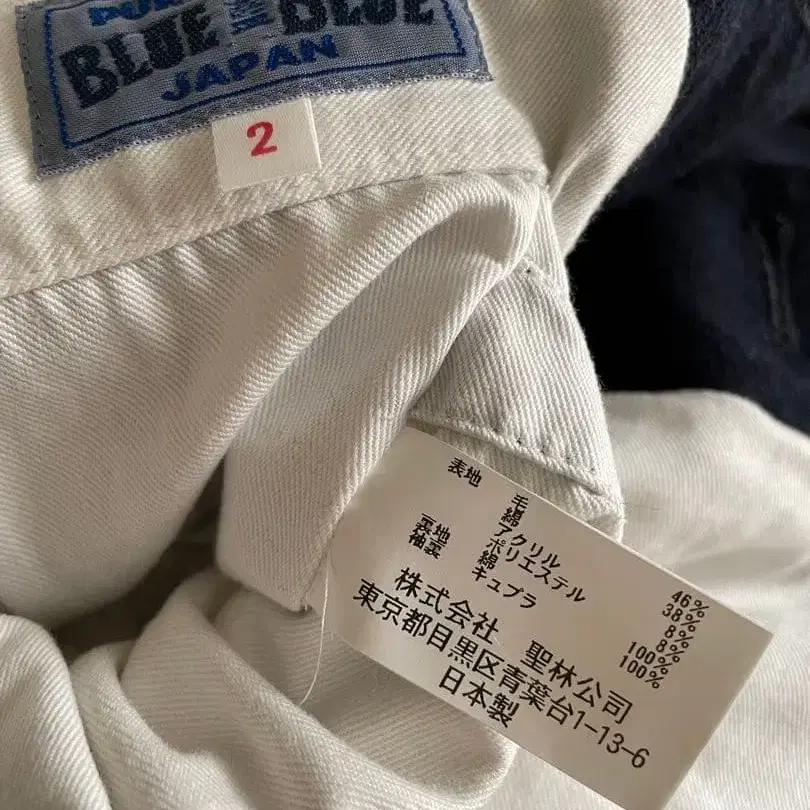 BLUE BLUE
JAPAN
2
表地 毛 46%
綿 38%
アクリル 8%
ポリエステル 8%
裏地 綿 100%
袖裏 キュプラ 100%
株式会社 聖林公司
東京都目黒区青葉台1-13-6
日本製